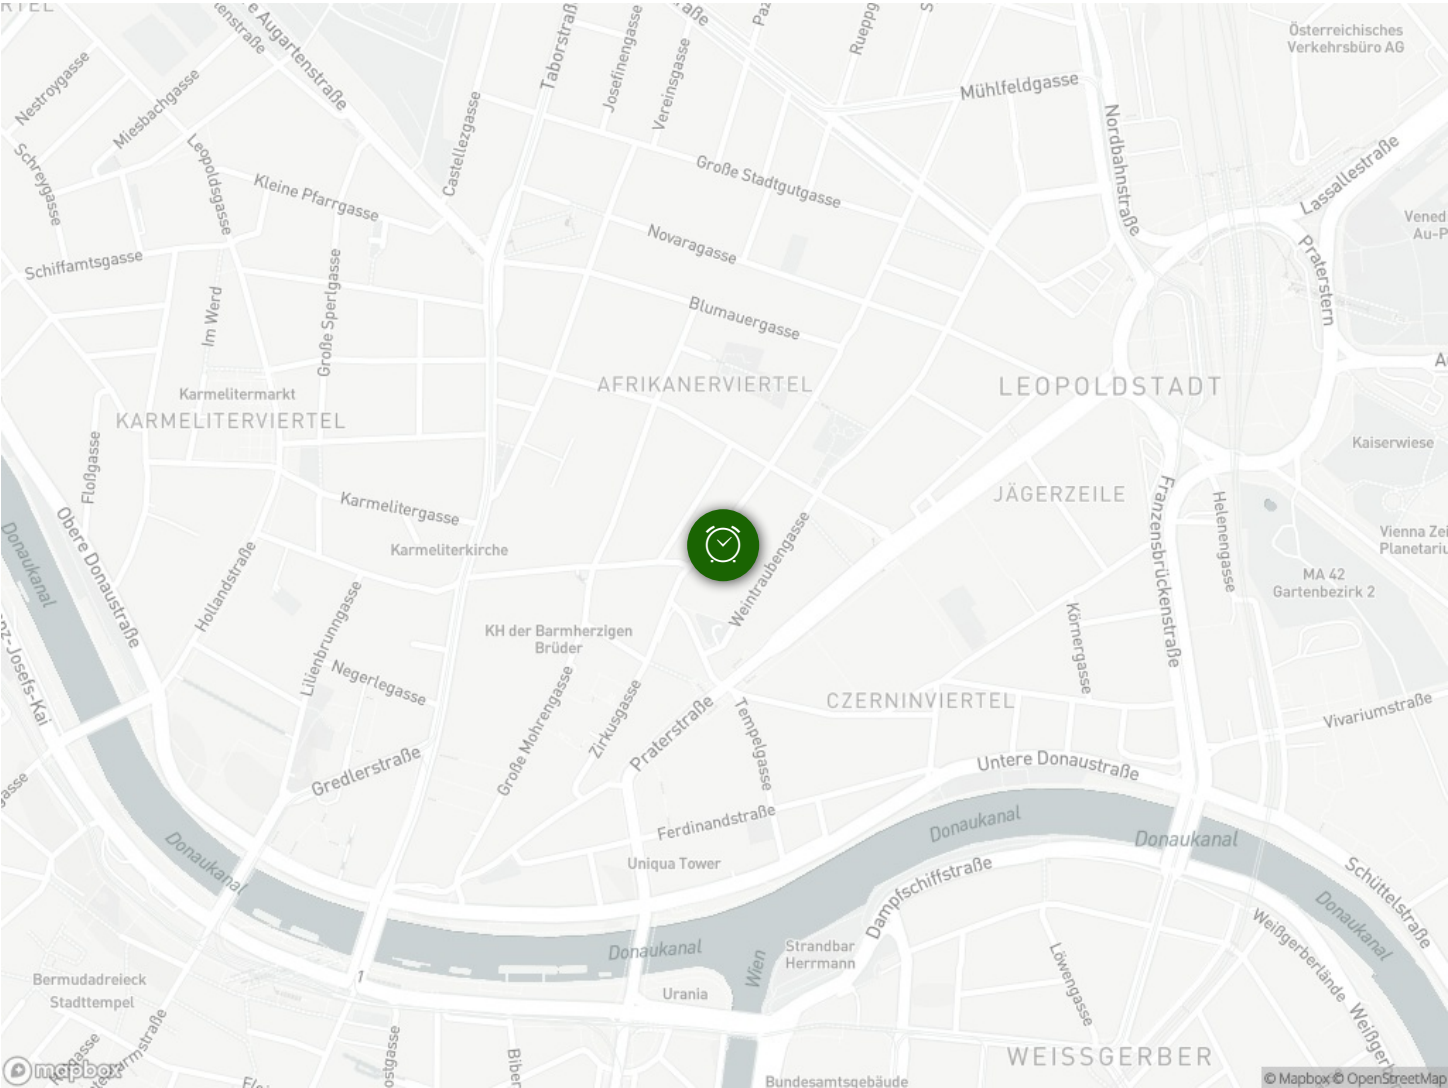 Österreichisches
Verkehrsbüro AG
Augartenstraße
Taborstraße
Josefinengasse
Vereinsgasse
Nestroygasse
Miesbachgasse
Castellezgasse
Mühlfeldgasse
Nordbahnstraße
Lassallestraße
Schreygasse
Leopoldsgasse
Kleine Pfarrgasse
Große Stadtgutgasse
Novaragasse
Praterstern
Schiffamtsgasse
Im Werd
Große Sperlgasse
Blumauergasse
AFRIKANERVIERTEL
LEOPOLDSTADT
Karmelitermarkt
KARMELITERVIERTEL
Kaiserwiese
Floßgasse
Karmelitergasse
JÄGERZEILE
Karmeliterkirche
Obere Donaustraße
Donaukanal
Hollandstraße
Weintraubengasse
Franzensbrückenstraße
Helenengasse
MA 42
Gartenbezirk 2
Lilienbrunngasse
KH der Barmherzigen
Brüder
Körnergasse
Negerlegasse
Große Mohrengasse
Zirkusgasse
Praterstraße
Tempelgasse
CZERNINVIERTEL
Vivariumstraße
Gredlerstraße
Untere Donaustraße
Ferdinandstraße
Donaukanal
Donaukanal
Donaukanal
Uniqua Tower
Dampfschiffstraße
Schüttelstraße
Donaukanal
Donaukanal
Wien
Strandbar
Herrmann
Löwengasse
Weißgerberlände
Bermudadreieck
Stadttempel
1
Urania
WEISSGERBER
Bundesamtsgebäude
mapbox
© Mapbox © OpenStreetMap